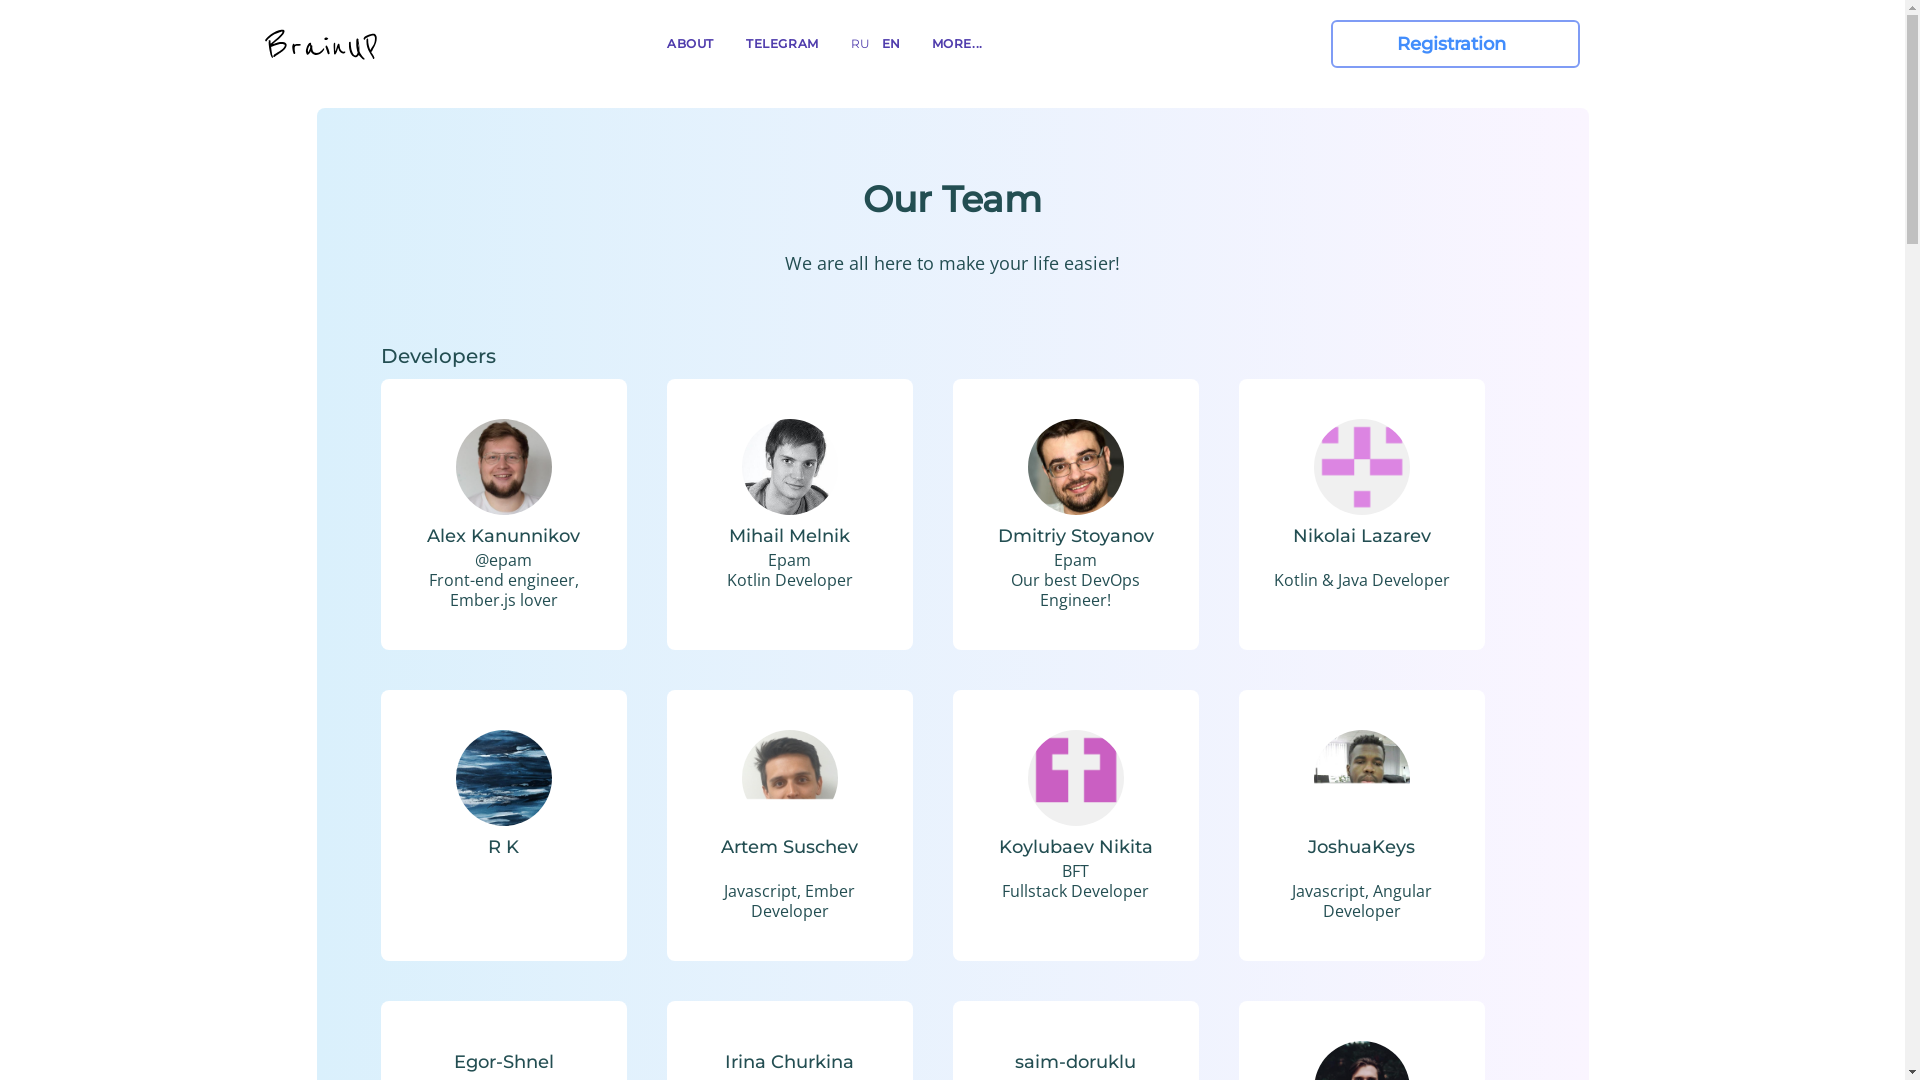 BrainUP
ABOUT
TELEGRAM
RU
EN
MORE...
Registration
Our Team
We are all here to make your life easier!
Developers
Alex Kanunnikov
@epam
Front-end engineer,
Ember.js lover
Mihail Melnik
Epam
Kotlin Developer
Dmitriy Stoyanov
Epam
Our best DevOps
Engineer!
Nikolai Lazarev
Kotlin & Java Developer
R K
Artem Suschev
Javascript, Ember
Developer
Koylubaev Nikita
BFT
Fullstack Developer
JoshuaKeys
Javascript, Angular
Developer
Egor-Shnel
Irina Churkina
saim-doruklu